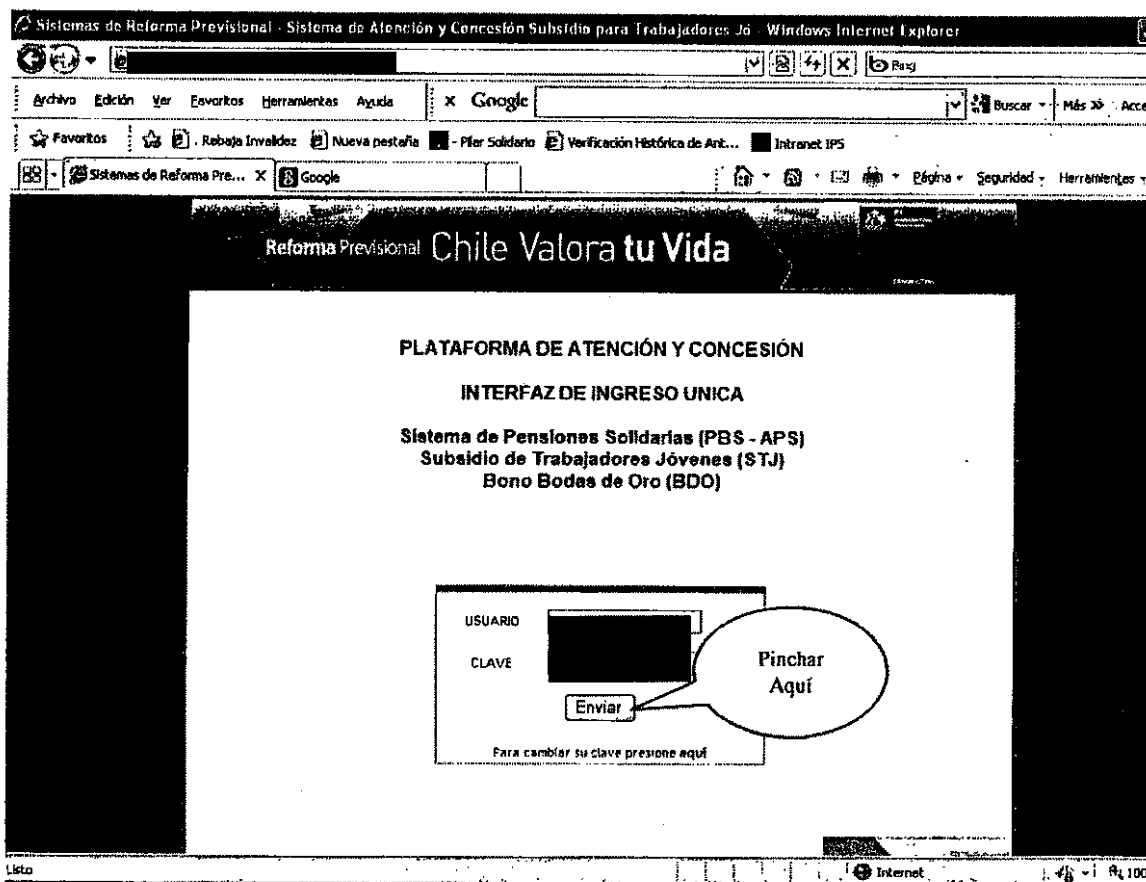 Sistemas de Reforma Previsional - Sistema de Atención y Concesión Subsidio para Trabajadores Jó - Windows Internet Explorer
Bing
Archivo Edición Ver Favoritos Herramientas Ayuda x Google Buscar Más
Favoritos . Rebaja Invalidez Nueva pestaña - Pilar Solidario Verificación Histórica de Ant... Intranet IPS
Sistemas de Reforma Pre... X Google Página Seguridad Herramientas
Reforma Previsional Chile Valora tu Vida
PLATAFORMA DE ATENCIÓN Y CONCESIÓN
INTERFAZ DE INGRESO UNICA
Sistema de Pensiones Solidarias (PBS - APS)
Subsidio de Trabajadores Jóvenes (STJ)
Bono Bodas de Oro (BDO)
USUARIO
CLAVE
Pinchar
Aquí
Enviar
Para cambiar su clave presione aquí
Listo Internet 100